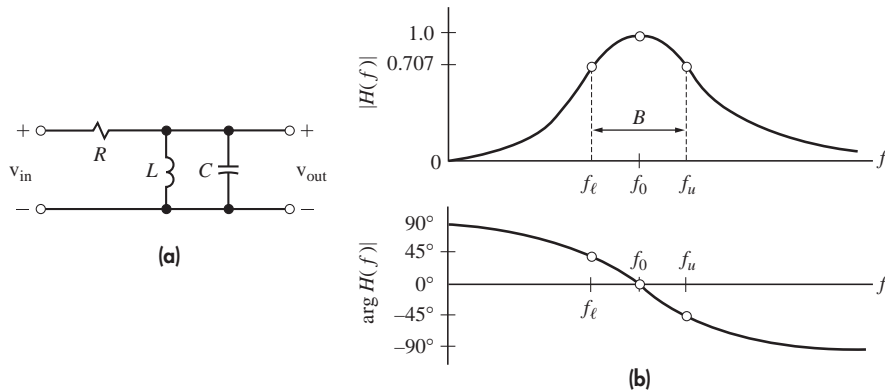 + R L C +
v_in v_out
− −
(a)
|H(f)|
1.0
0.707
0
B
f_ℓ f_0 f_u
f
arg H(f)|
90°
45°
0°
−45°
−90°
f_0 f_u
f_ℓ
f
(b)